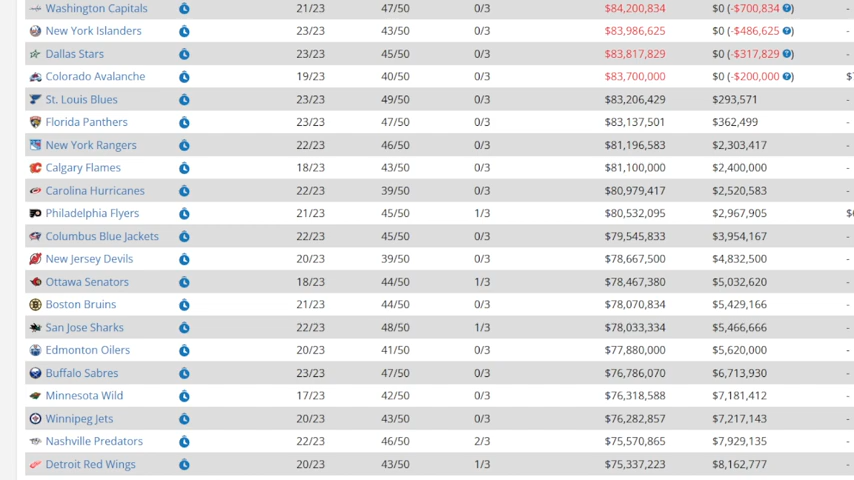 Washington Capitals 21/23 47/50 0/3 $84,200,834 $0 (-$700,834 ?) -
New York Islanders 23/23 43/50 0/3 $83,986,625 $0 (-$486,625 ?) -
Dallas Stars 23/23 45/50 0/3 $83,817,829 $0 (-$317,829 ?) -
Colorado Avalanche 19/23 40/50 0/3 $83,700,000 $0 (-$200,000 ?)
St. Louis Blues 23/23 49/50 0/3 $83,206,429 $293,571 -
Florida Panthers 23/23 47/50 0/3 $83,137,501 $362,499 -
New York Rangers 22/23 46/50 0/3 $81,196,583 $2,303,417 -
Calgary Flames 18/23 43/50 0/3 $81,100,000 $2,400,000 -
Carolina Hurricanes 22/23 39/50 0/3 $80,979,417 $2,520,583 -
Philadelphia Flyers 21/23 45/50 1/3 $80,532,095 $2,967,905
Columbus Blue Jackets 22/23 45/50 0/3 $79,545,833 $3,954,167 -
New Jersey Devils 20/23 39/50 0/3 $78,667,500 $4,832,500 -
Ottawa Senators 18/23 44/50 1/3 $78,467,380 $5,032,620 -
Boston Bruins 21/23 44/50 0/3 $78,070,834 $5,429,166 -
San Jose Sharks 22/23 48/50 1/3 $78,033,334 $5,466,666 -
Edmonton Oilers 20/23 41/50 0/3 $77,880,000 $5,620,000 -
Buffalo Sabres 23/23 47/50 0/3 $76,786,070 $6,713,930 -
Minnesota Wild 17/23 42/50 0/3 $76,318,588 $7,181,412 -
Winnipeg Jets 20/23 43/50 0/3 $76,282,857 $7,217,143 -
Nashville Predators 22/23 46/50 2/3 $75,570,865 $7,929,135 -
Detroit Red Wings 20/23 43/50 1/3 $75,337,223 $8,162,777 -